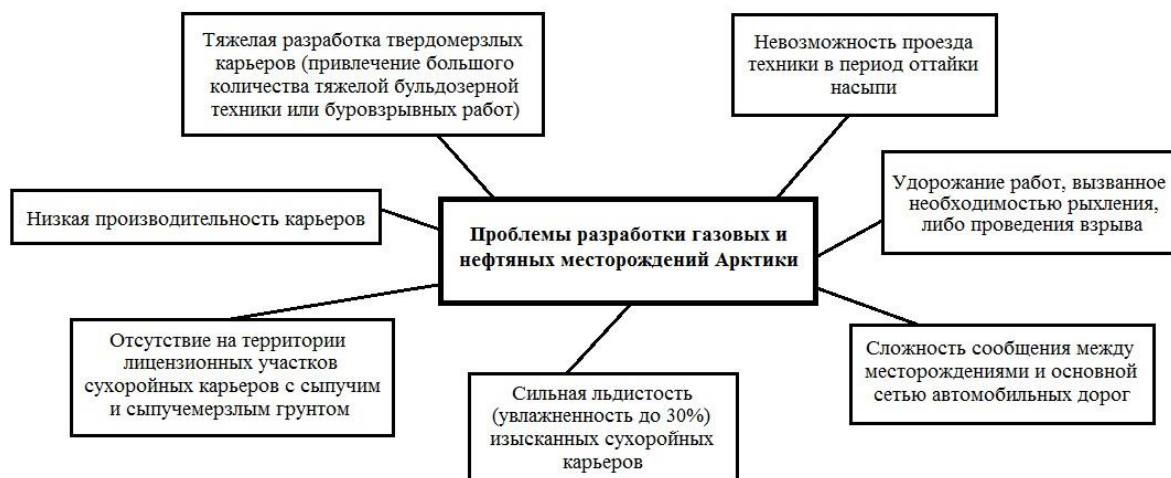 Тяжелая разработка твердомерзлых
карьеров (привлечение большого
количества тяжелой бульдозерной
техники или буровзрывных работ)
Невозможность проезда
техники в период оттайки
насыпи
Низкая производительность карьеров
Проблемы разработки газовых и
нефтяных месторождений Арктики
Удорожание работ, вызванное
необходимостью рыхления,
либо проведения взрыва
Отсутствие на территории
лицензионных участков
сухоройных карьеров с сыпучим
и сыпучемерзлым грунтом
Сильная льдистость
(увлажненность до 30%)
изысканных сухоройных
карьеров
Сложность сообщения между
месторождениями и основной
сетью автомобильных дорог